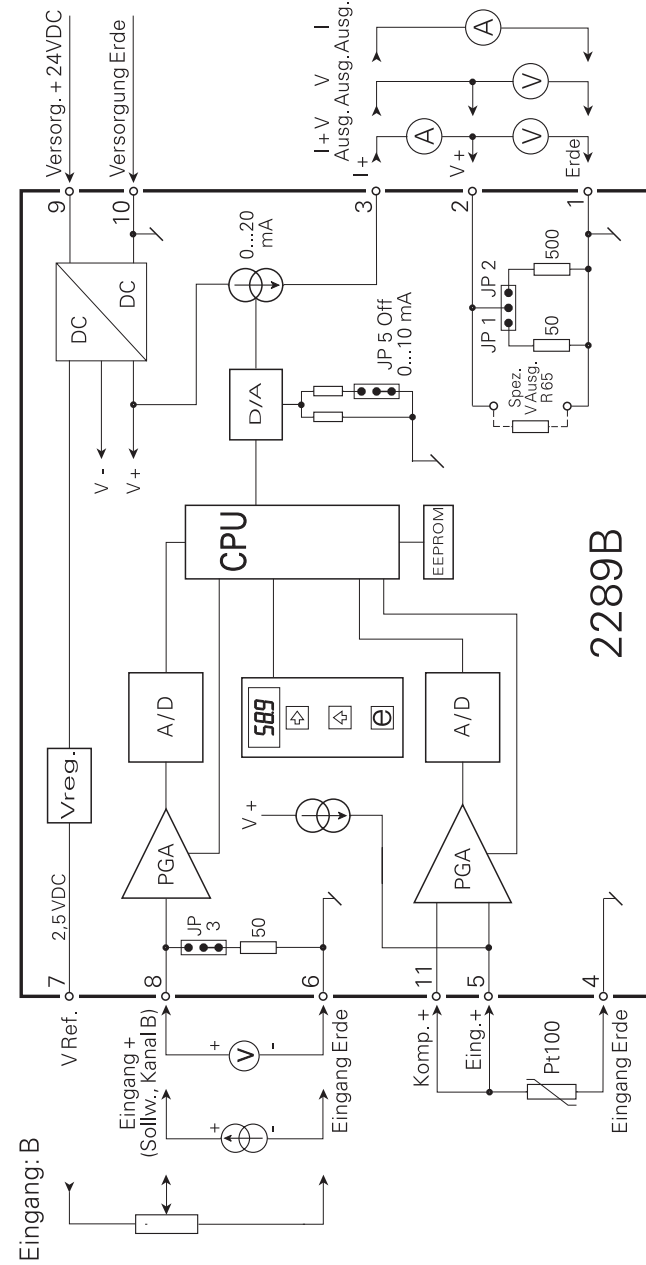 Eingang: B
V Ref.
7
2,5VDC
Vreg.
DC
DC
9
Versorg. + 24VDC
10
Versorgung Erde
V -
V +
Eingang +
(Sollw., Kanal B)
+
-
+
V
-
8
JP
3
50
6
Eingang Erde
PGA
A/D
CPU
D/A
0...20
mA
JP 5 Off
0...10 mA
EEPROM
58.9
e
V +
PGA
A/D
Komp. +
11
Eing.+
5
Pt100
4
Eingang Erde
I+V V I
Ausg. Ausg. Ausg.
I +
3
A
V
A
V +
2
V
Erde
1
JP 1
JP 2
50
500
Spez.
V Ausg.
R 65
2289B